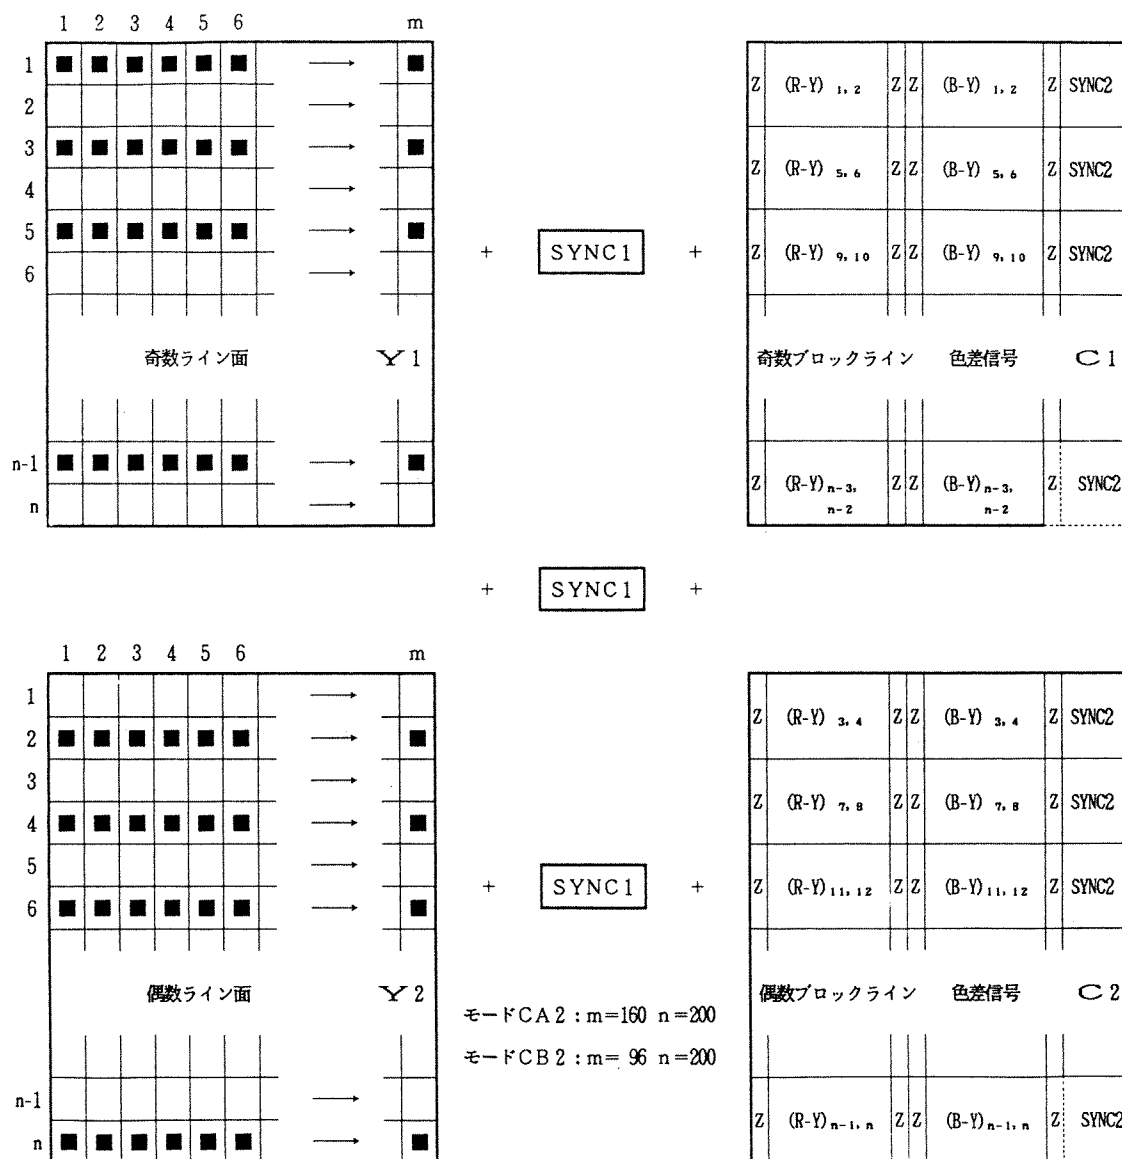 1 2 3 4 5 6 m
1
2
3
4
5
6
奇数ライン面 Y1
n-1
n
+ SYNC1 +
Z (R-Y) 1,2 Z Z (B-Y) 1,2 Z SYNC2
Z (R-Y) 5,6 Z Z (B-Y) 5,6 Z SYNC2
Z (R-Y) 9,10 Z Z (B-Y) 9,10 Z SYNC2
奇数ブロックライン 色差信号 C1
Z (R-Y) n-3, n-2 Z Z (B-Y) n-3, n-2 Z SYNC2
+ SYNC1 +
1 2 3 4 5 6 m
1
2
3
4
5
6
偶数ライン面 Y2
n-1
n
+ SYNC1 +
モードCA2:m=160 n=200
モードCB2:m= 96 n=200
Z (R-Y) 3,4 Z Z (B-Y) 3,4 Z SYNC2
Z (R-Y) 7,8 Z Z (B-Y) 7,8 Z SYNC2
Z (R-Y) 11,12 Z Z (B-Y) 11,12 Z SYNC2
偶数ブロックライン 色差信号 C2
Z (R-Y) n-1,n Z Z (B-Y) n-1,n Z SYNC2